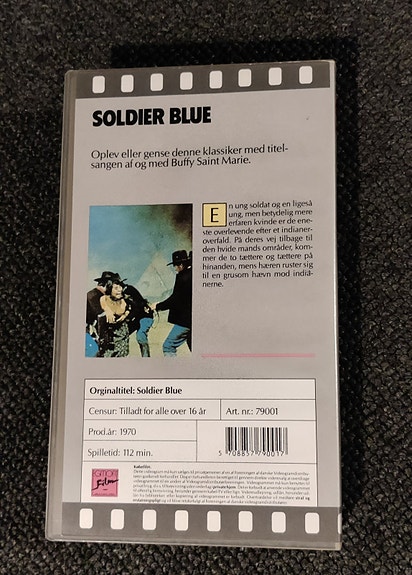 SOLDIER BLUE
Oplev eller gense denne klassiker med titel-
sangen af og med Buffy Saint Marie.
En ung soldat og en ligeså
ung, men betydelig mere
erfaren kvinde er de ene-
ste overlevende efter et indianer-
overfald. På deres vej tilbage til
den hvide mands områder, kom-
mer de to tættere og tættere på
hinanden, mens hæren ruster sig
til en grusom hævn mod indiá-
nerne.
Orginaltitel: Soldier Blue
Censur: Tilladt for alle over 16 år
Art. nr.: 79001
Prod.år: 1970
Spilletid: 112 min.
5 708857 790017
Film